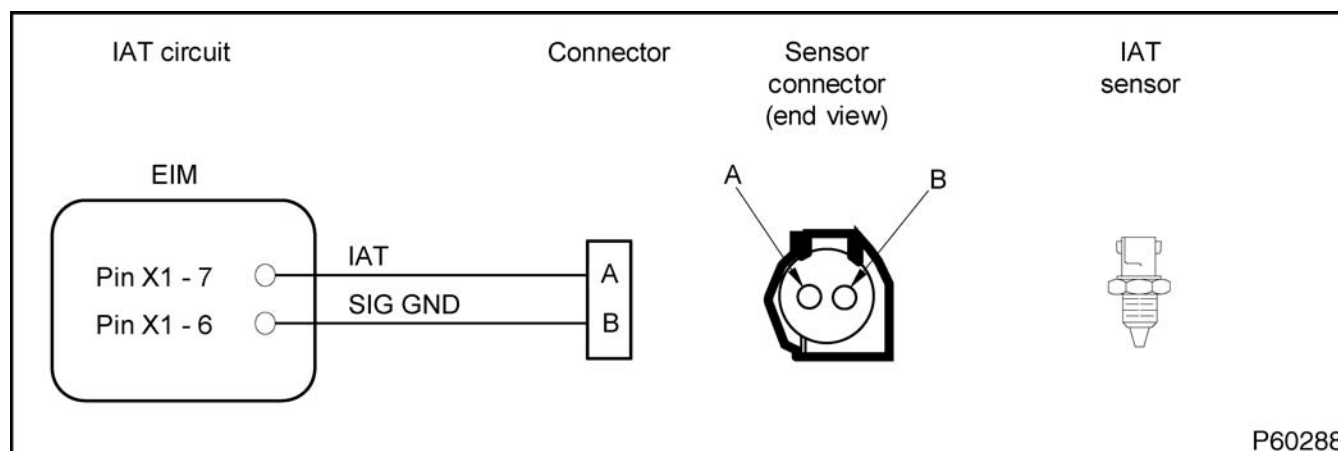 IAT circuit
Connector
Sensor
connector
(end view)
IAT
sensor
EIM
Pin X1 - 7
Pin X1 - 6
IAT
SIG GND
A
B
A
B
P60288